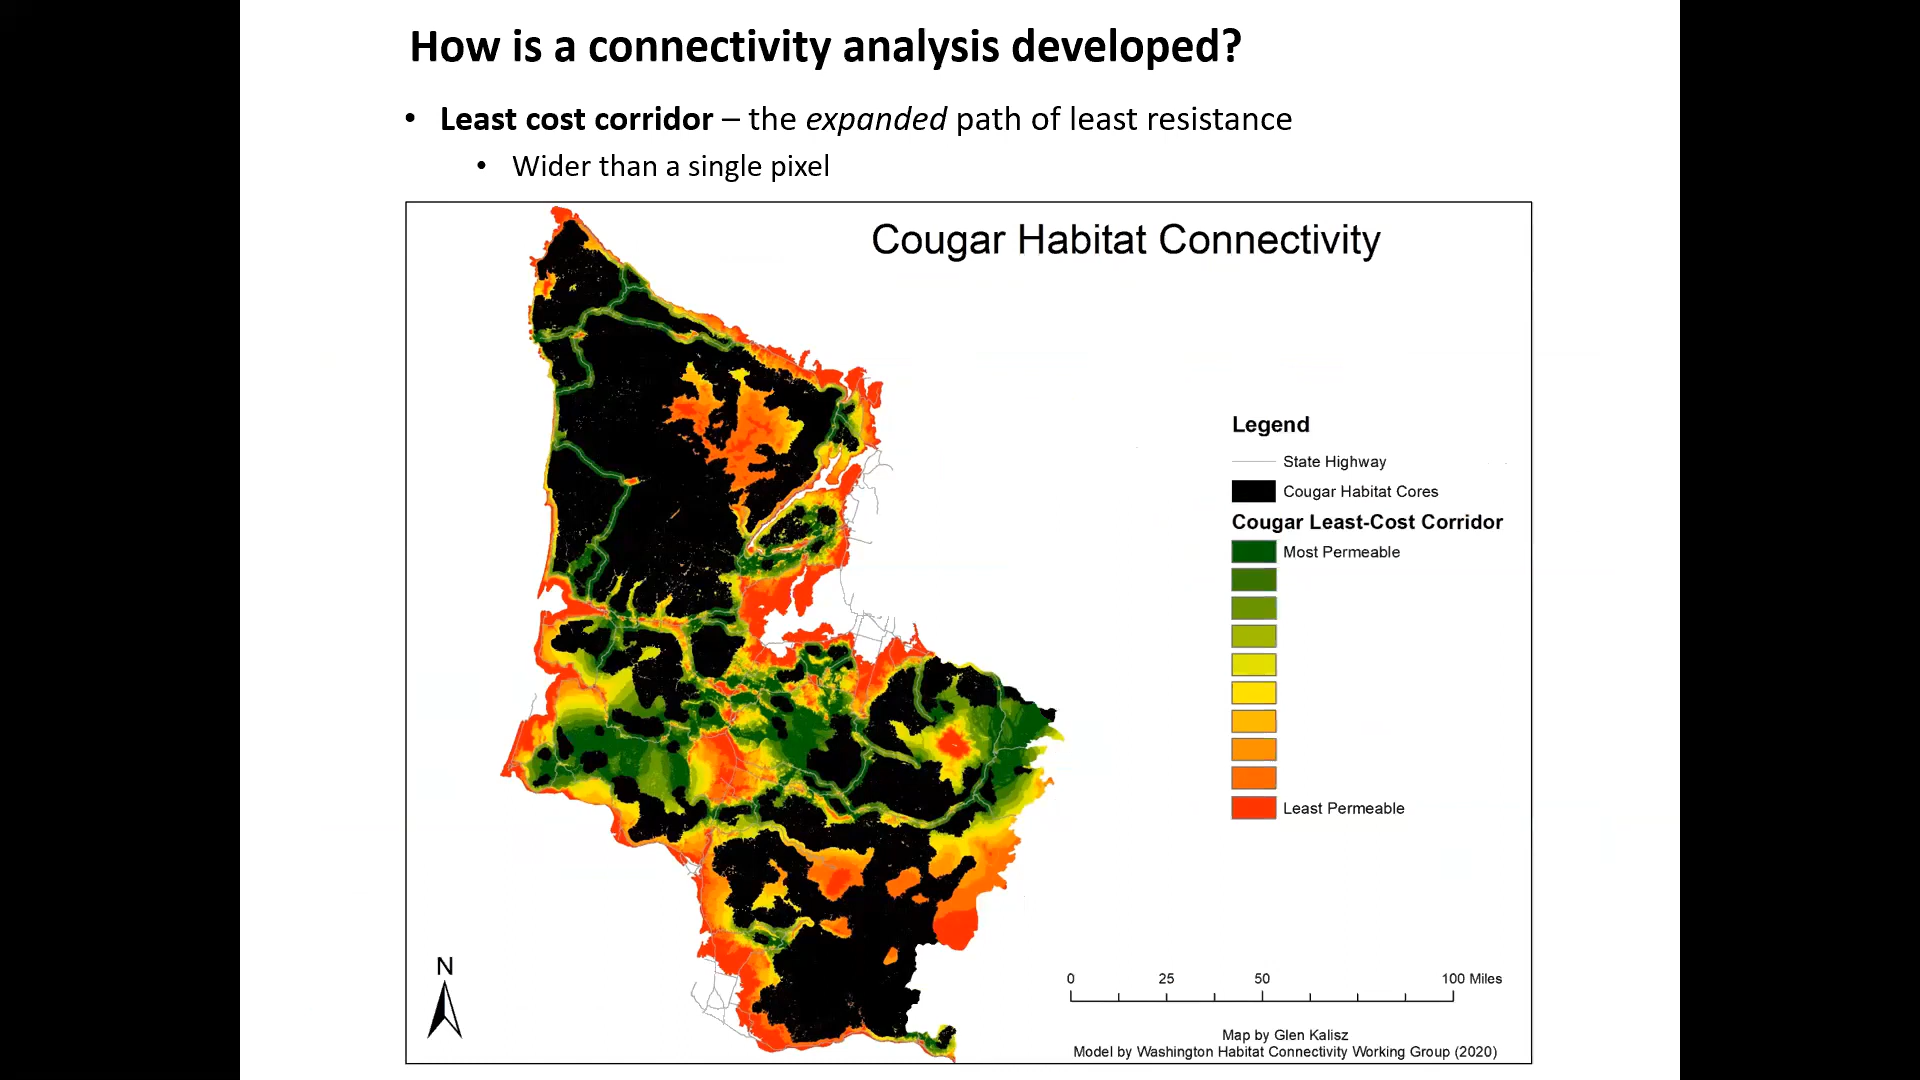 How is a connectivity analysis developed?
• Least cost corridor – the expanded path of least resistance
• Wider than a single pixel
Cougar Habitat Connectivity
Legend
State Highway
Cougar Habitat Cores
Cougar Least-Cost Corridor
Most Permeable
Least Permeable
N
0 25 50 100 Miles
Map by Glen Kalisz
Model by Washington Habitat Connectivity Working Group (2020)